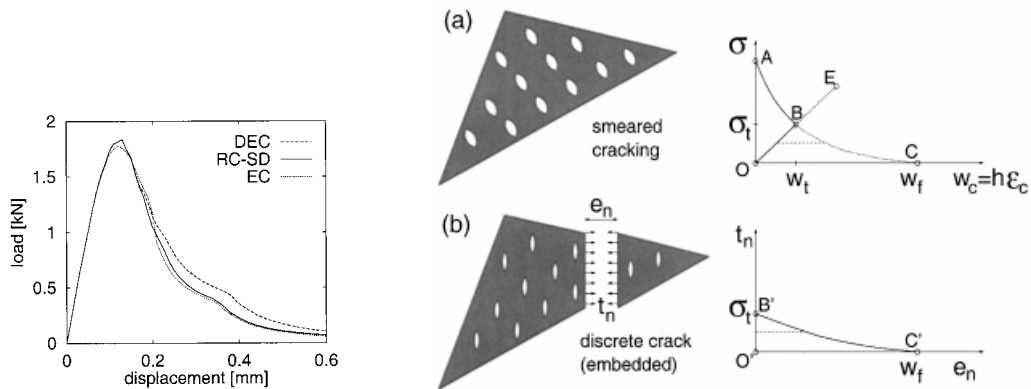 2
1.5
1
0.5
0
load [kN]
DEC
RC-SD
EC
0 0.2 0.4 0.6
displacement [mm]
(a)
smeared
cracking
σ
A
E
B
σt
O
C
wt wf wc=hεc
(b)
en
tn
discrete crack
(embedded)
tn
σt B'
O'
C'
wf en